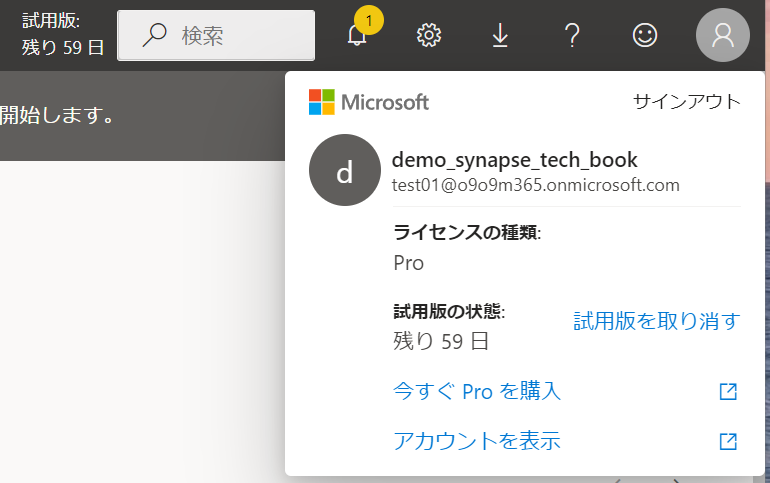 試用版:
残り 59 日
検索
1
開始します。
Microsoft
サインアウト
d
demo_synapse_tech_book
test01@o9o9m365.onmicrosoft.com
ライセンスの種類:
Pro
試用版の状態:
残り 59 日
試用版を取り消す
今すぐ Pro を購入
アカウントを表示